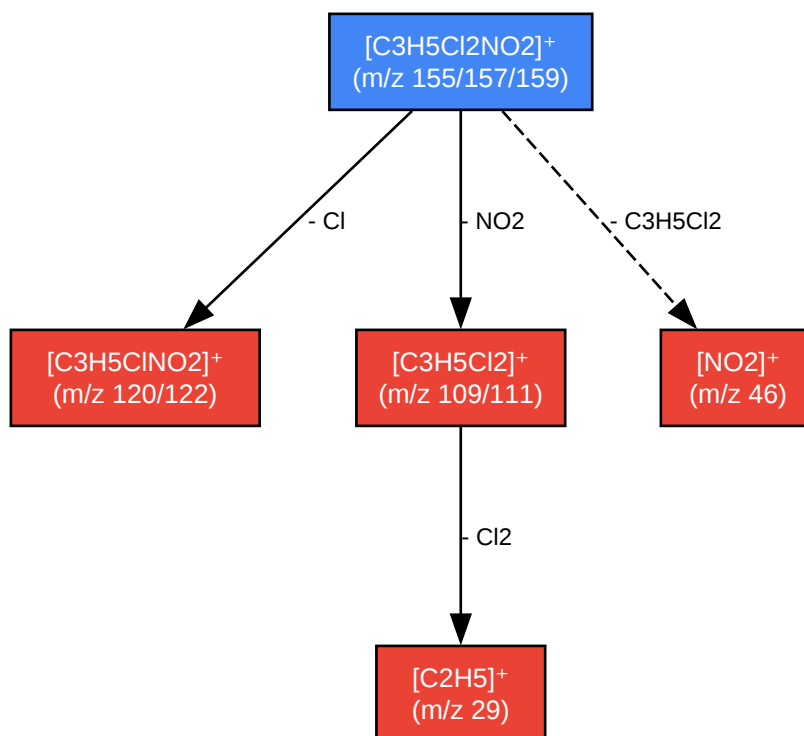 [C3H5Cl2NO2]⁺
(m/z 155/157/159)
- Cl
- NO2
- C3H5Cl2
[C3H5ClNO2]⁺
(m/z 120/122)
[C3H5Cl2]⁺
(m/z 109/111)
[NO2]⁺
(m/z 46)
- Cl2
[C2H5]⁺
(m/z 29)